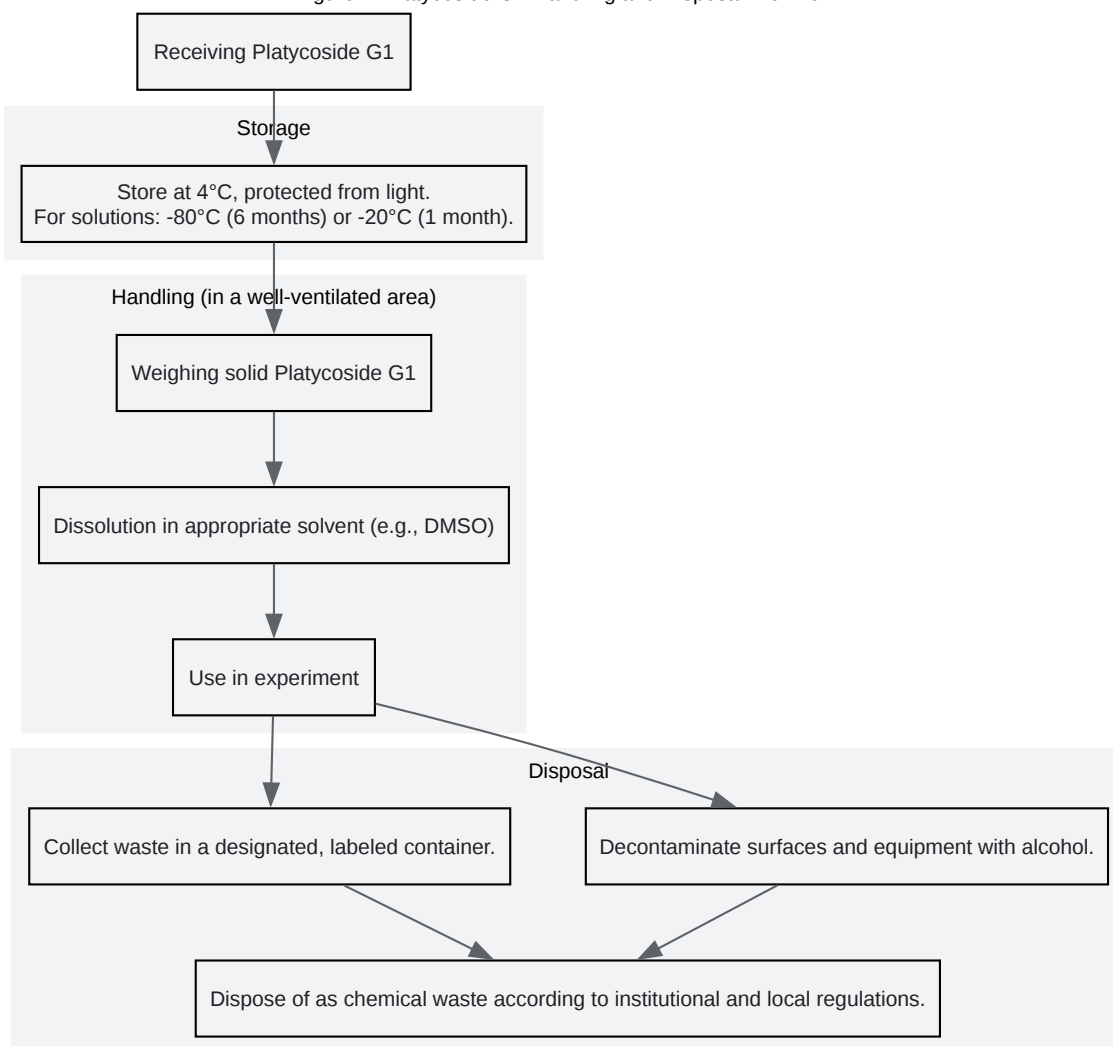 Receiving Platycoside G1
Storage
Store at 4°C, protected from light.
For solutions: -80°C (6 months) or -20°C (1 month).
Handling (in a well-ventilated area)
Weighing solid Platycoside G1
Dissolution in appropriate solvent (e.g., DMSO)
Use in experiment
Disposal
Collect waste in a designated, labeled container.
Decontaminate surfaces and equipment with alcohol.
Dispose of as chemical waste according to institutional and local regulations.